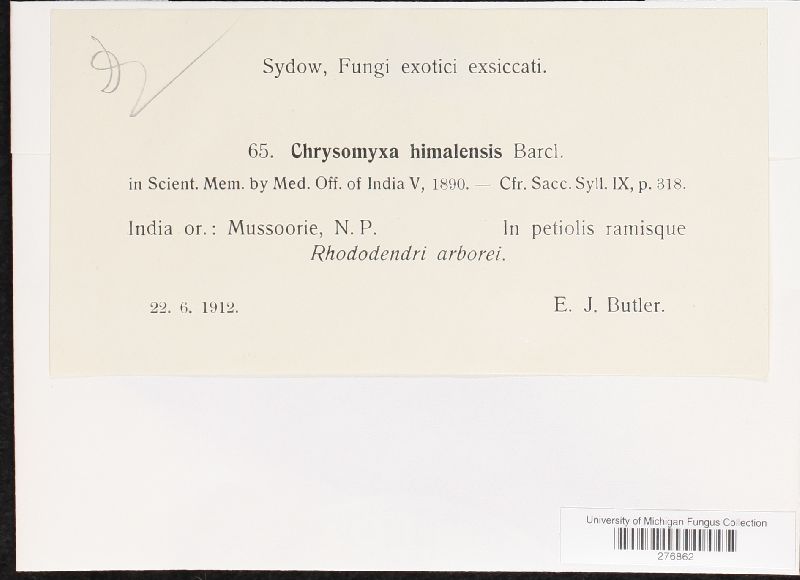 Sydow, Fungi exotici exsiccati.
65. Chrysomyxa himalensis Barcl.
in Scient. Mem. by Med. Off. of India V, 1890. — Cfr. Sacc. Syll. IX, p. 318.
India or.: Mussoorie, N. P. In petiolis ramisque
Rhododendri arborei.
22. 6. 1912. E. J. Butler.
University of Michigan Fungus Collection
276862